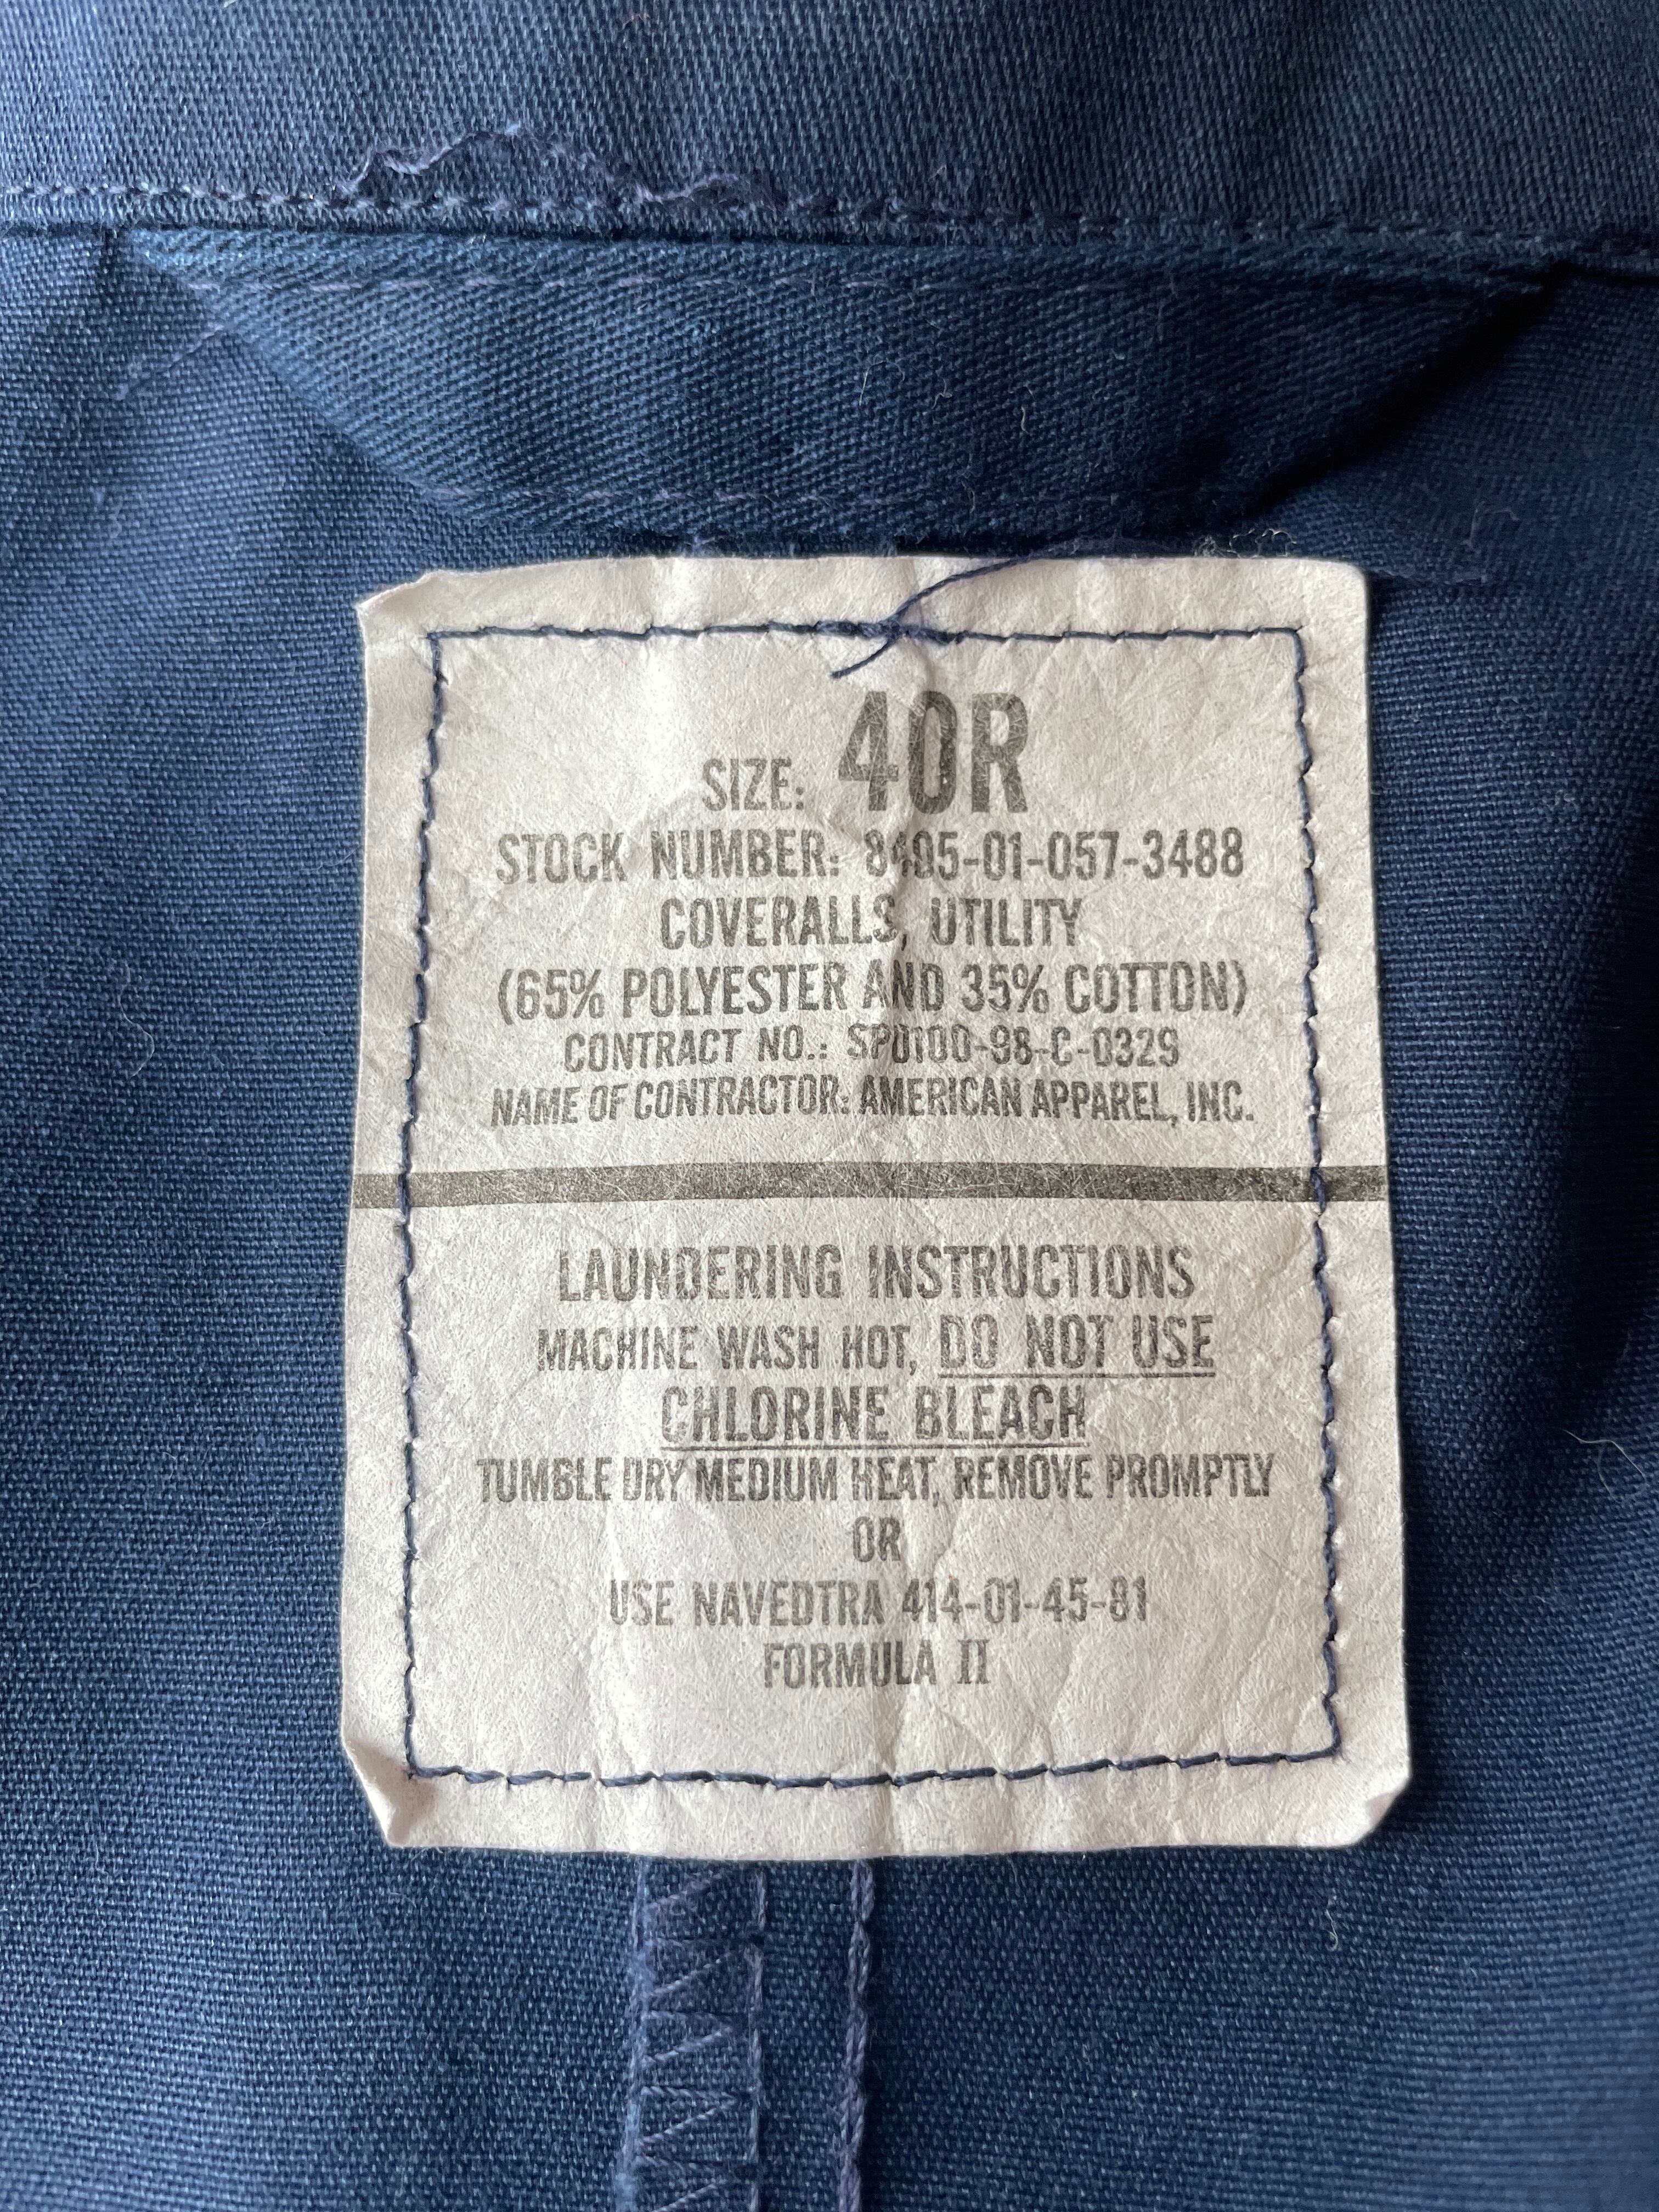 SIZE: 40R
STOCK NUMBER: 8405-01-057-3488
COVERALLS, UTILITY
(65% POLYESTER AND 35% COTTON)
CONTRACT NO.: SP0100-98-C-0329
NAME OF CONTRACTOR: AMERICAN APPAREL, INC.
LAUNDERING INSTRUCTIONS
MACHINE WASH HOT, DO NOT USE
CHLORINE BLEACH
TUMBLE DRY MEDIUM HEAT, REMOVE PROMPTLY
OR
USE NAVEDTRA 414-01-45-81
FORMULA II